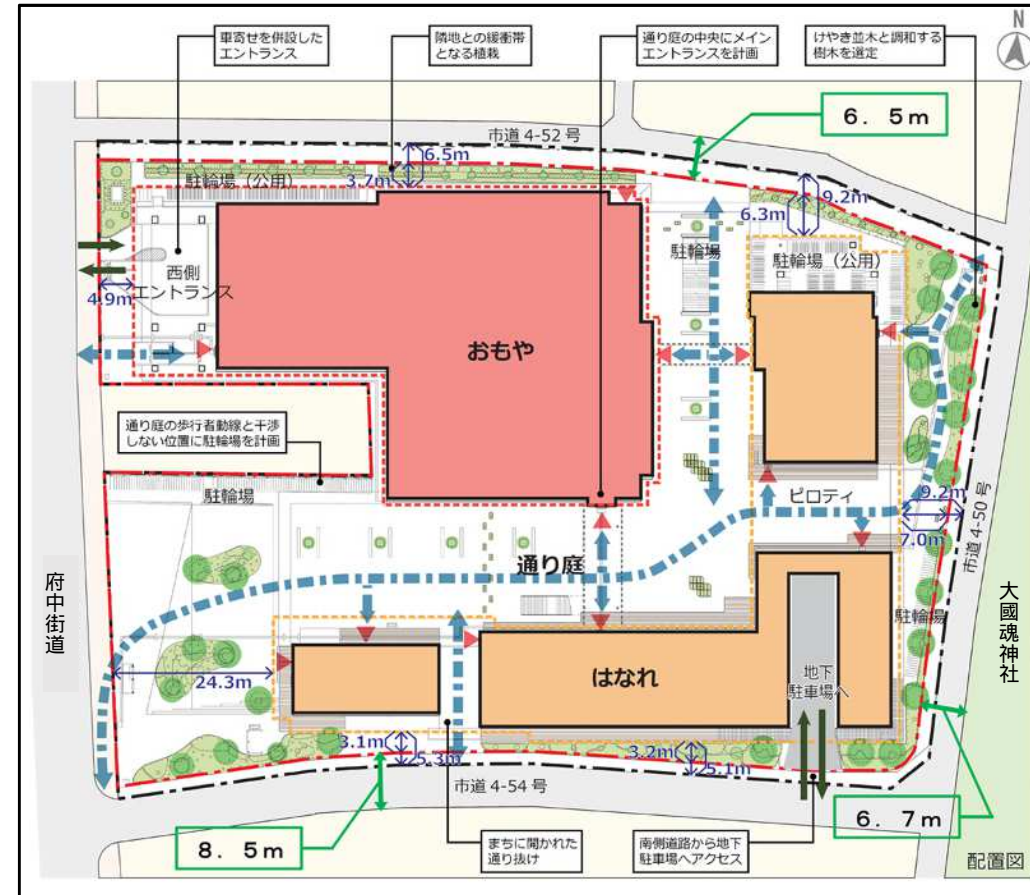 車寄せを併設した
エントランス
隣地との緩衝帯
となる植栽
通り庭の中央にメイン
エントランスを計画
けやき並木と調和する
樹木を選定
N
6．5m
市道 4-52 号
6.5m
3.7m
9.2m
6.3m
駐輪場（公用）
駐輪場
駐輪場（公用）
西側
エントランス
4.9m
おもや
通り庭の歩行者動線と干渉
しない位置に駐輪場を計画
駐輪場
ピロティ
9.2m
7.0m
市道 4-50 号
通り庭
府中街道
大國魂神社
駐輪場
はなれ
地下
駐車場へ
24.3m
3.1m
5.3m
3.2m
5.1m
市道 4-54 号
8．5m
まちに開かれた
通り抜け
南側道路から地下
駐車場へアクセス
6．7m
配置図